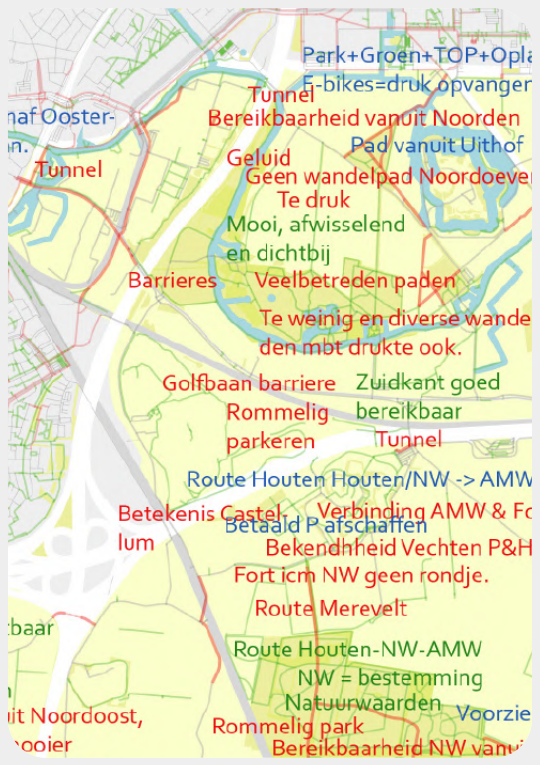 Park+Groen+TOP+Opla
E-bikes=druk opvangen
Tunnel
naf Ooster-
n.
Bereikbaarheid vanuit Noorden
Pad vanuit Uithof
Geluid
Tunnel
Geen wandelpad Noordoever
Te druk
Mooi, afwisselend
en dichtbij
Barrieres
Veelbetreden paden
Te weinig en diverse wande
den mbt drukte ook.
Golfbaan barriere
Zuidkant goed
bereikbaar
Rommelig
parkeren
Tunnel
Route Houten Houten/NW -> AMW
Betekenis Castel-
lum
Verbinding AMW & Fo
Betaald P afschaffen
Bekendhheid Vechten P&H
Fort icm NW geen rondje.
Route Merevelt
tbaar
Route Houten-NW-AMW
NW = bestemming
n
Natuurwaarden
Voorzie
uit Noordoost,
nooier
Rommelig park
Bereikbaarheid NW vanui